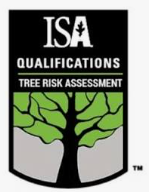 ISA
QUALIFICATIONS
TREE RISK ASSESSMENT
TM